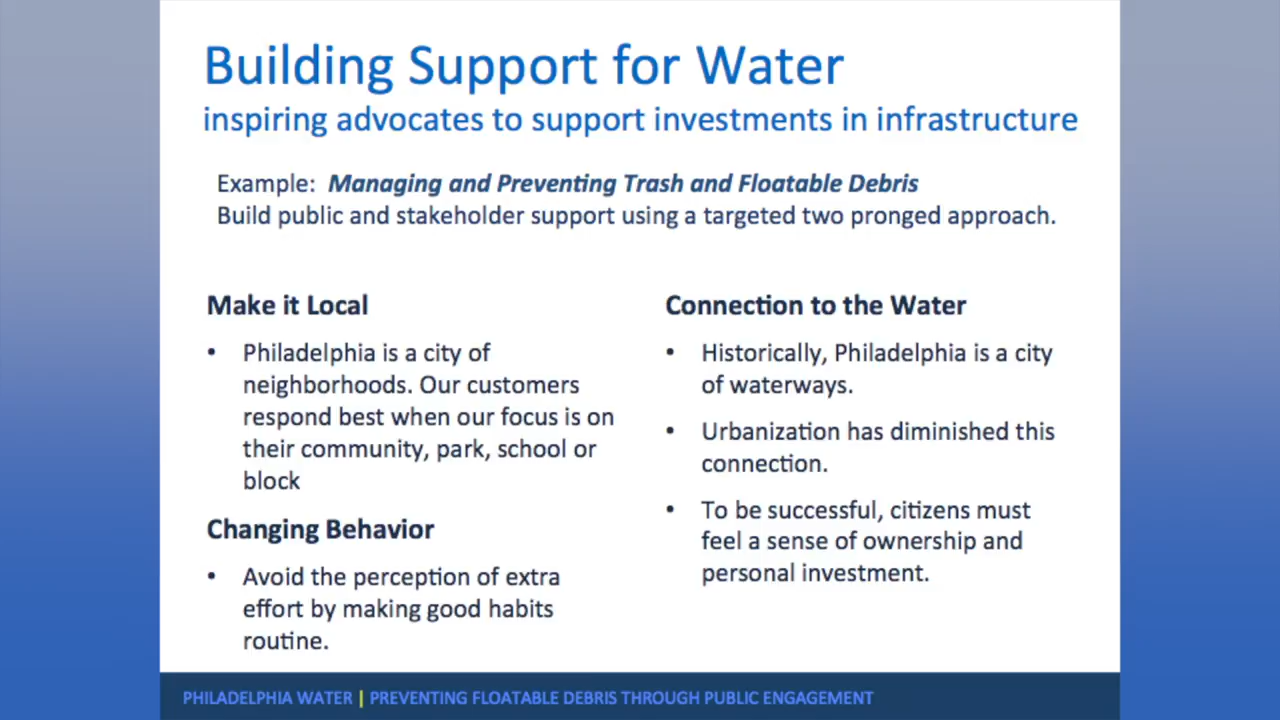 Building Support for Water
inspiring advocates to support investments in infrastructure
Example: Managing and Preventing Trash and Floatable Debris
Build public and stakeholder support using a targeted two pronged approach.
Make it Local
• Philadelphia is a city of
neighborhoods. Our customers
respond best when our focus is on
their community, park, school or
block
Changing Behavior
• Avoid the perception of extra
effort by making good habits
routine.
Connection to the Water
• Historically, Philadelphia is a city
of waterways.
• Urbanization has diminished this
connection.
• To be successful, citizens must
feel a sense of ownership and
personal investment.
PHILADELPHIA WATER | PREVENTING FLOATABLE DEBRIS THROUGH PUBLIC ENGAGEMENT